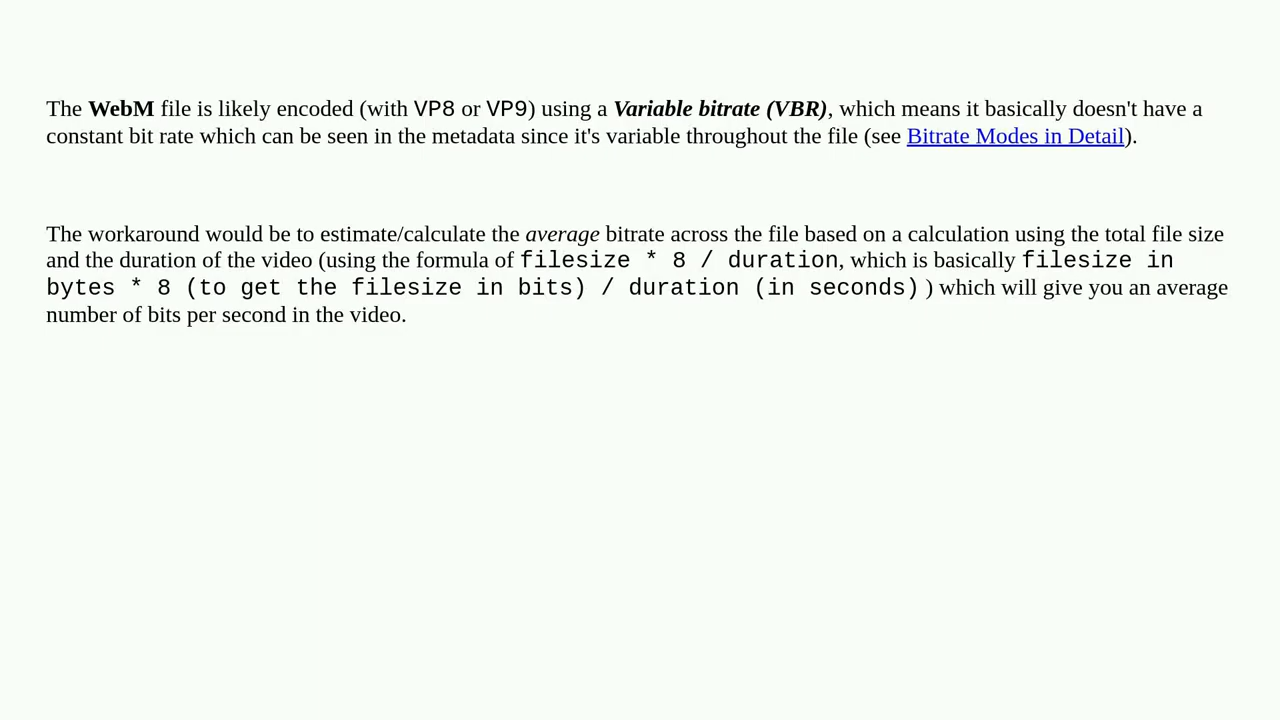 The WebM file is likely encoded (with VP8 or VP9) using a Variable bitrate (VBR), which means it basically doesn't have a
constant bit rate which can be seen in the metadata since it's variable throughout the file (see Bitrate Modes in Detail).
The workaround would be to estimate/calculate the average bitrate across the file based on a calculation using the total file size
and the duration of the video (using the formula of filesize * 8 / duration, which is basically filesize in
bytes * 8 (to get the filesize in bits) / duration (in seconds) ) which will give you an average
number of bits per second in the video.